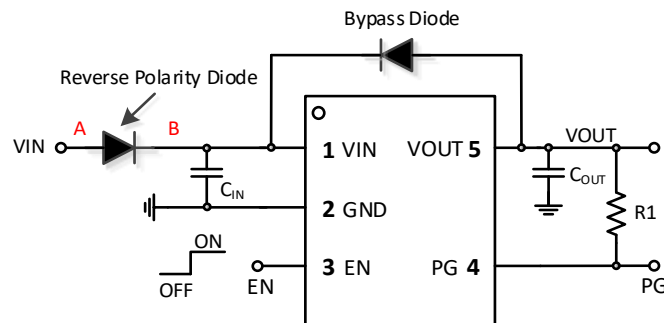 Bypass Diode
Reverse Polarity Diode
A
B
VIN
1 VIN
VOUT 5
VOUT
CIN
COUT
2 GND
R1
ON
OFF
3 EN
PG 4
EN
PG